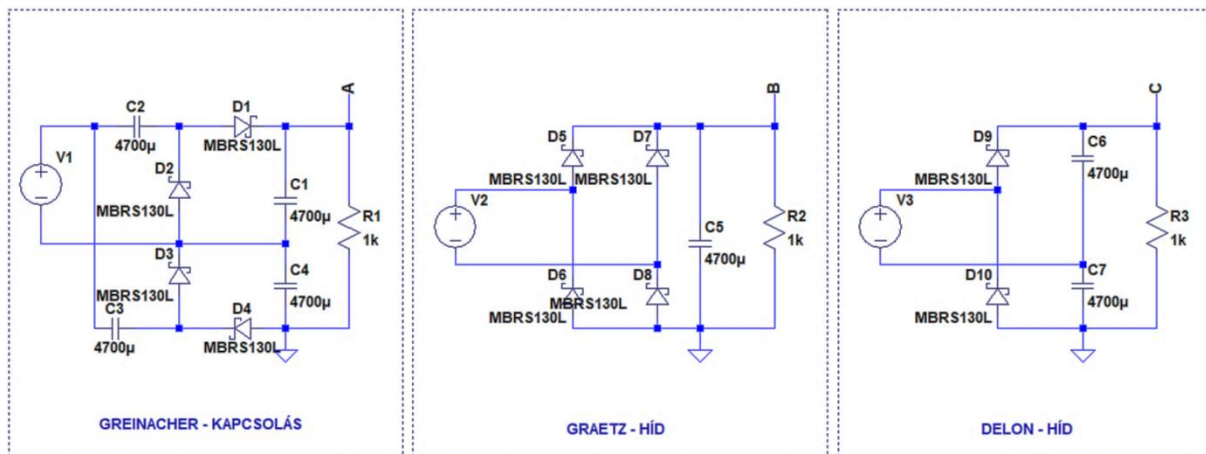 A
C2
4700µ
D1
MBRS130L
V1
D2
MBRS130L
C1
4700µ
R1
1k
D3
MBRS130L
C4
4700µ
C3
4700µ
D4
MBRS130L
GREINACHER - KAPCSOLÁS
B
D5
D7
MBRS130L
MBRS130L
V2
C5
4700µ
R2
1k
D6
D8
MBRS130L
MBRS130L
GRAETZ - HÍD
C
D9
MBRS130L
C6
4700µ
V3
R3
1k
D10
MBRS130L
C7
4700µ
DELON - HÍD